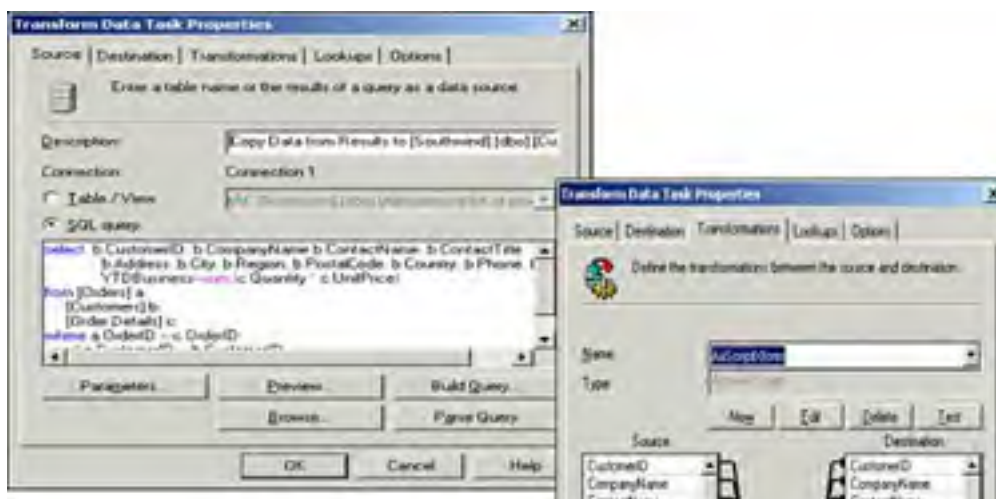 Transform Data Task Properties
Source Destination Transformations Lookups Options
Enter a table name or the results of a query as a data source.
Description:
Copy Data from Results to [Southwind].[dbo].[Cu
Connection: Connection 1
Table / View:
SQL query:
select b.CustomerID, b.CompanyName, b.ContactName, b.ContactTitle
b.Address, b.City, b.Region, b.PostalCode, b.Country, b.Phone,
YTDBusiness=sum(c.Quantity * c.UnitPrice)
from [Orders] a
[Customers] b
[Order Details] c
where a.OrderID = c.OrderID
Parameters... Preview... Build Query...
Browse... Parse Query
OK Cancel Help
Transform Data Task Properties
Source Destination Transformations Lookups Options
Define the transformations between the source and destination.
Name
Type
New Edit Delete Test
Source Destination
CustomerID CustomerID
CompanyName CompanyName